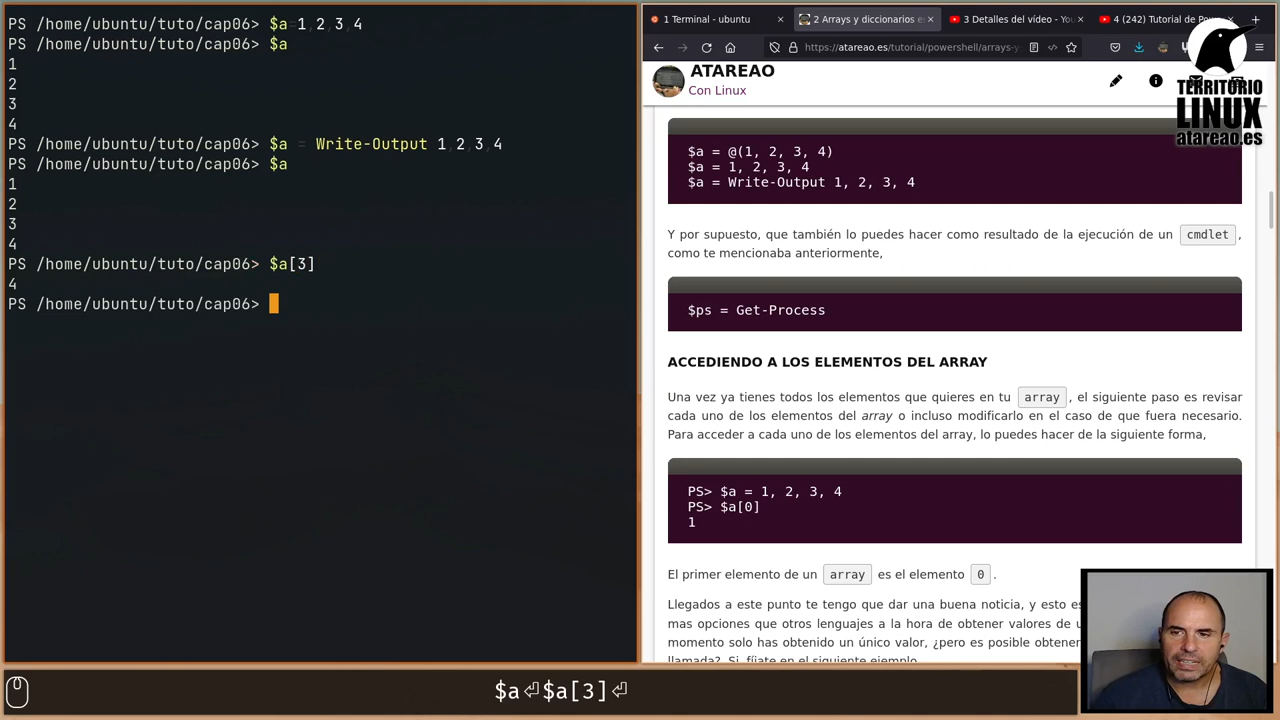 PS /home/ubuntu/tuto/cap06> $a=1,2,3,4
PS /home/ubuntu/tuto/cap06> $a
1
2
3
4
PS /home/ubuntu/tuto/cap06> $a = Write-Output 1,2,3,4
PS /home/ubuntu/tuto/cap06> $a
1
2
3
4
PS /home/ubuntu/tuto/cap06> $a[3]
4
PS /home/ubuntu/tuto/cap06>
1 Terminal - ubuntu
2 Arrays y diccionarios e
3 Detalles del vídeo - You
4 (242) Tutorial de Po
https://atareao.es/tutorial/powershell/arrays-y
TERRITORIO
LINUX
atareao.es
ATAREAO
Con Linux
$a = @(1, 2, 3, 4)
$a = 1, 2, 3, 4
$a = Write-Output 1, 2, 3, 4
Y por supuesto, que también lo puedes hacer como resultado de la ejecución de un cmdlet,
como te mencionaba anteriormente,
$ps = Get-Process
ACCEDIENDO A LOS ELEMENTOS DEL ARRAY
Una vez ya tienes todos los elementos que quieres en tu array, el siguiente paso es revisar
cada uno de los elementos del array o incluso modificarlo en el caso de que fuera necesario.
Para acceder a cada uno de los elementos del array, lo puedes hacer de la siguiente forma,
PS> $a = 1, 2, 3, 4
PS> $a[0]
1
El primer elemento de un array es el elemento 0.
Llegados a este punto te tengo que dar una buena noticia, y esto es
mas opciones que otros lenguajes a la hora de obtener valores de u
momento solo has obtenido un único valor, ¿pero es posible obtener
llamada?. Si, fíjate en el siguiente ejemplo
$a⏎$a[3]⏎